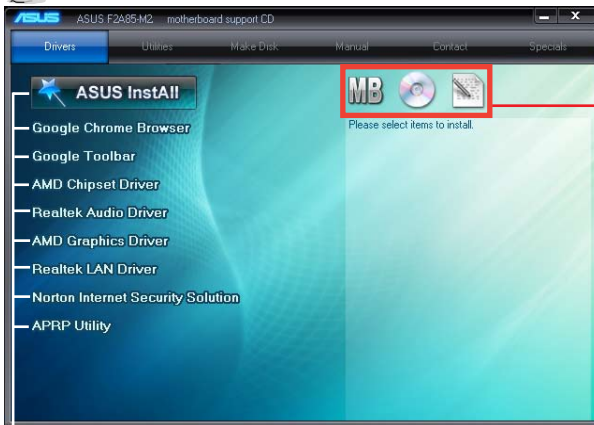 ASUS ASUS F2A85-M2 motherboard support CD
Drivers Utilities Make Disk Manual Contact Specials
ASUS InstAll
MB
Please select items to install.
Google Chrome Browser
Google Toolbar
AMD Chipset Driver
Realtek Audio Driver
AMD Graphics Driver
Realtek LAN Driver
Norton Internet Security Solution
APRP Utility